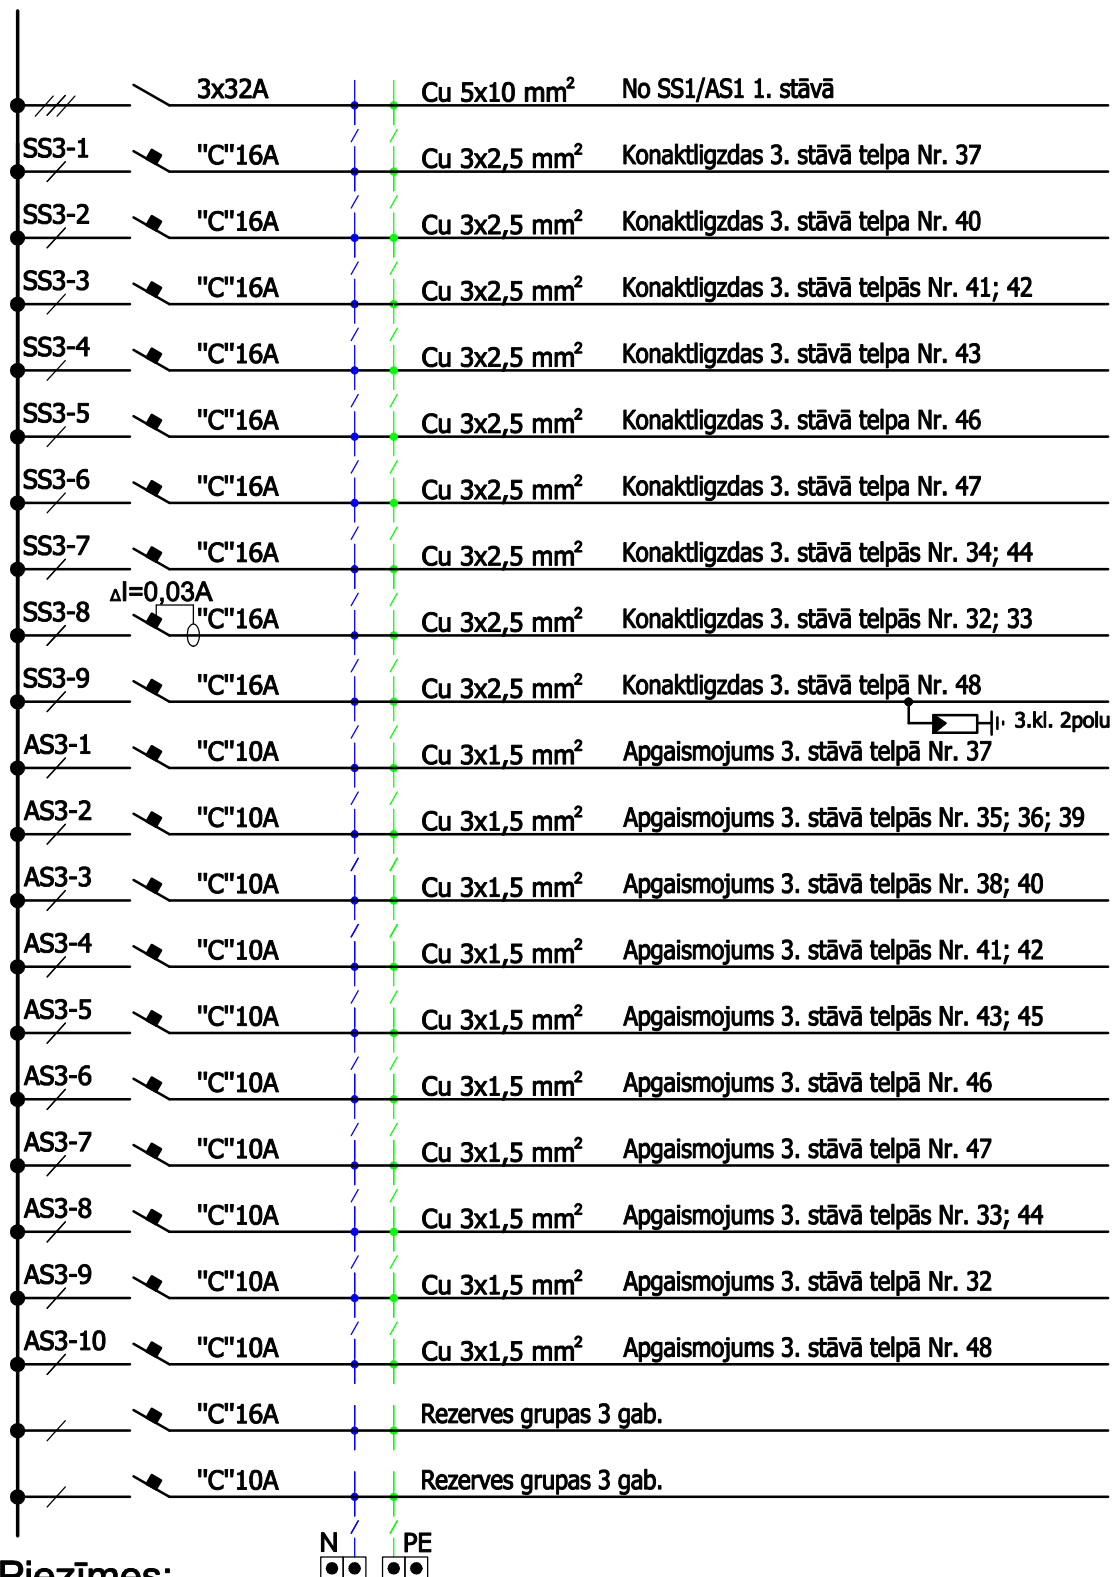 3x32A Cu 5x10 mm² No SS1/AS1 1. stāvā
SS3-1 "C"16A Cu 3x2,5 mm² Konaktligzdas 3. stāvā telpa Nr. 37
SS3-2 "C"16A Cu 3x2,5 mm² Konaktligzdas 3. stāvā telpa Nr. 40
SS3-3 "C"16A Cu 3x2,5 mm² Konaktligzdas 3. stāvā telpās Nr. 41; 42
SS3-4 "C"16A Cu 3x2,5 mm² Konaktligzdas 3. stāvā telpa Nr. 43
SS3-5 "C"16A Cu 3x2,5 mm² Konaktligzdas 3. stāvā telpa Nr. 46
SS3-6 "C"16A Cu 3x2,5 mm² Konaktligzdas 3. stāvā telpa Nr. 47
SS3-7 "C"16A Cu 3x2,5 mm² Konaktligzdas 3. stāvā telpās Nr. 34; 44
ΔI=0,03A
SS3-8 "C"16A Cu 3x2,5 mm² Konaktligzdas 3. stāvā telpās Nr. 32; 33
SS3-9 "C"16A Cu 3x2,5 mm² Konaktligzdas 3. stāvā telpā Nr. 48
3.kl. 2polu
AS3-1 "C"10A Cu 3x1,5 mm² Apgaismojums 3. stāvā telpā Nr. 37
AS3-2 "C"10A Cu 3x1,5 mm² Apgaismojums 3. stāvā telpās Nr. 35; 36; 39
AS3-3 "C"10A Cu 3x1,5 mm² Apgaismojums 3. stāvā telpās Nr. 38; 40
AS3-4 "C"10A Cu 3x1,5 mm² Apgaismojums 3. stāvā telpās Nr. 41; 42
AS3-5 "C"10A Cu 3x1,5 mm² Apgaismojums 3. stāvā telpās Nr. 43; 45
AS3-6 "C"10A Cu 3x1,5 mm² Apgaismojums 3. stāvā telpā Nr. 46
AS3-7 "C"10A Cu 3x1,5 mm² Apgaismojums 3. stāvā telpā Nr. 47
AS3-8 "C"10A Cu 3x1,5 mm² Apgaismojums 3. stāvā telpās Nr. 33; 44
AS3-9 "C"10A Cu 3x1,5 mm² Apgaismojums 3. stāvā telpā Nr. 32
AS3-10 "C"10A Cu 3x1,5 mm² Apgaismojums 3. stāvā telpā Nr. 48
"C"16A Rezerves grupas 3 gab.
"C"10A Rezerves grupas 3 gab.
N PE
Piezīmes: